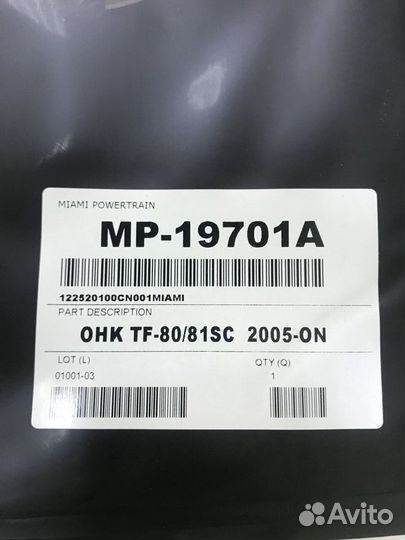 MIAMI POWERTRAIN
MP-19701A
122520100CN001MIAMI
PART DESCRIPTION
OHK TF-80/81SC 2005-ON
LOT (L) QTY (Q)
01001-03 1
Avito